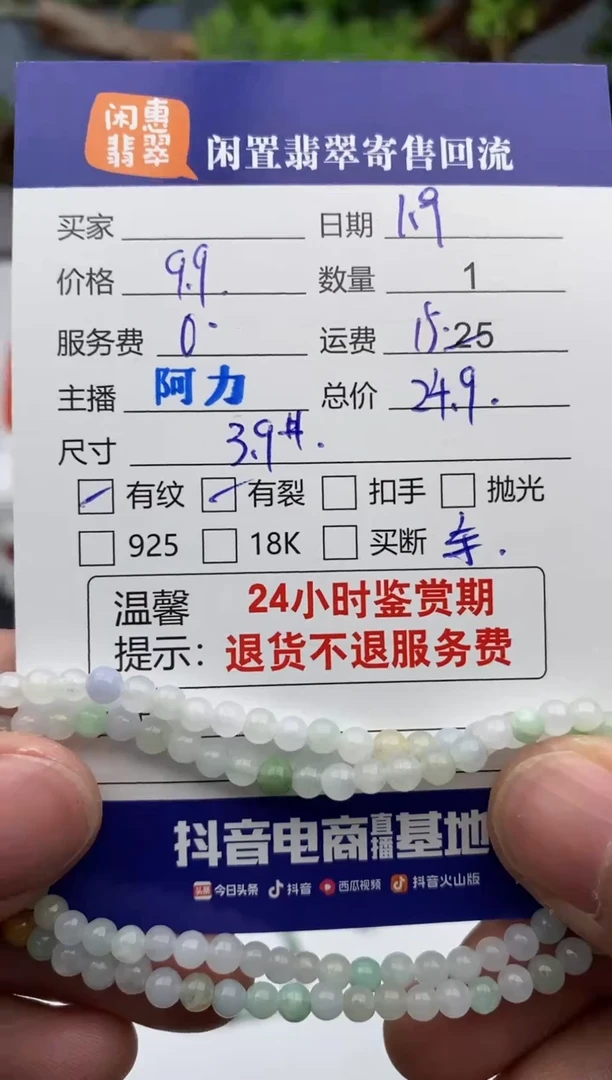 闲惠
翡翠
闲置翡翠寄售回流
买家 日期 1.9
价格 9.9. 数量 1
服务费 0. 运费 15.25
主播 阿力 总价 24.9.
尺寸 3.9#.
有纹 有裂 扣手 抛光
925 18K 买断 车.
温馨 24小时鉴赏期
提示: 退货不退服务费
抖音电商直播基地
头条 今日头条 抖音 西瓜视频 抖音火山版